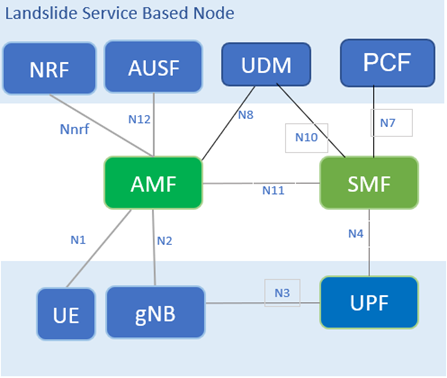 Landslide Service Based Node
NRF
AUSF
UDM
PCF
Nnrf
N12
N8
N10
N7
AMF
N11
SMF
N1
N2
N4
UE
gNB
N3
UPF